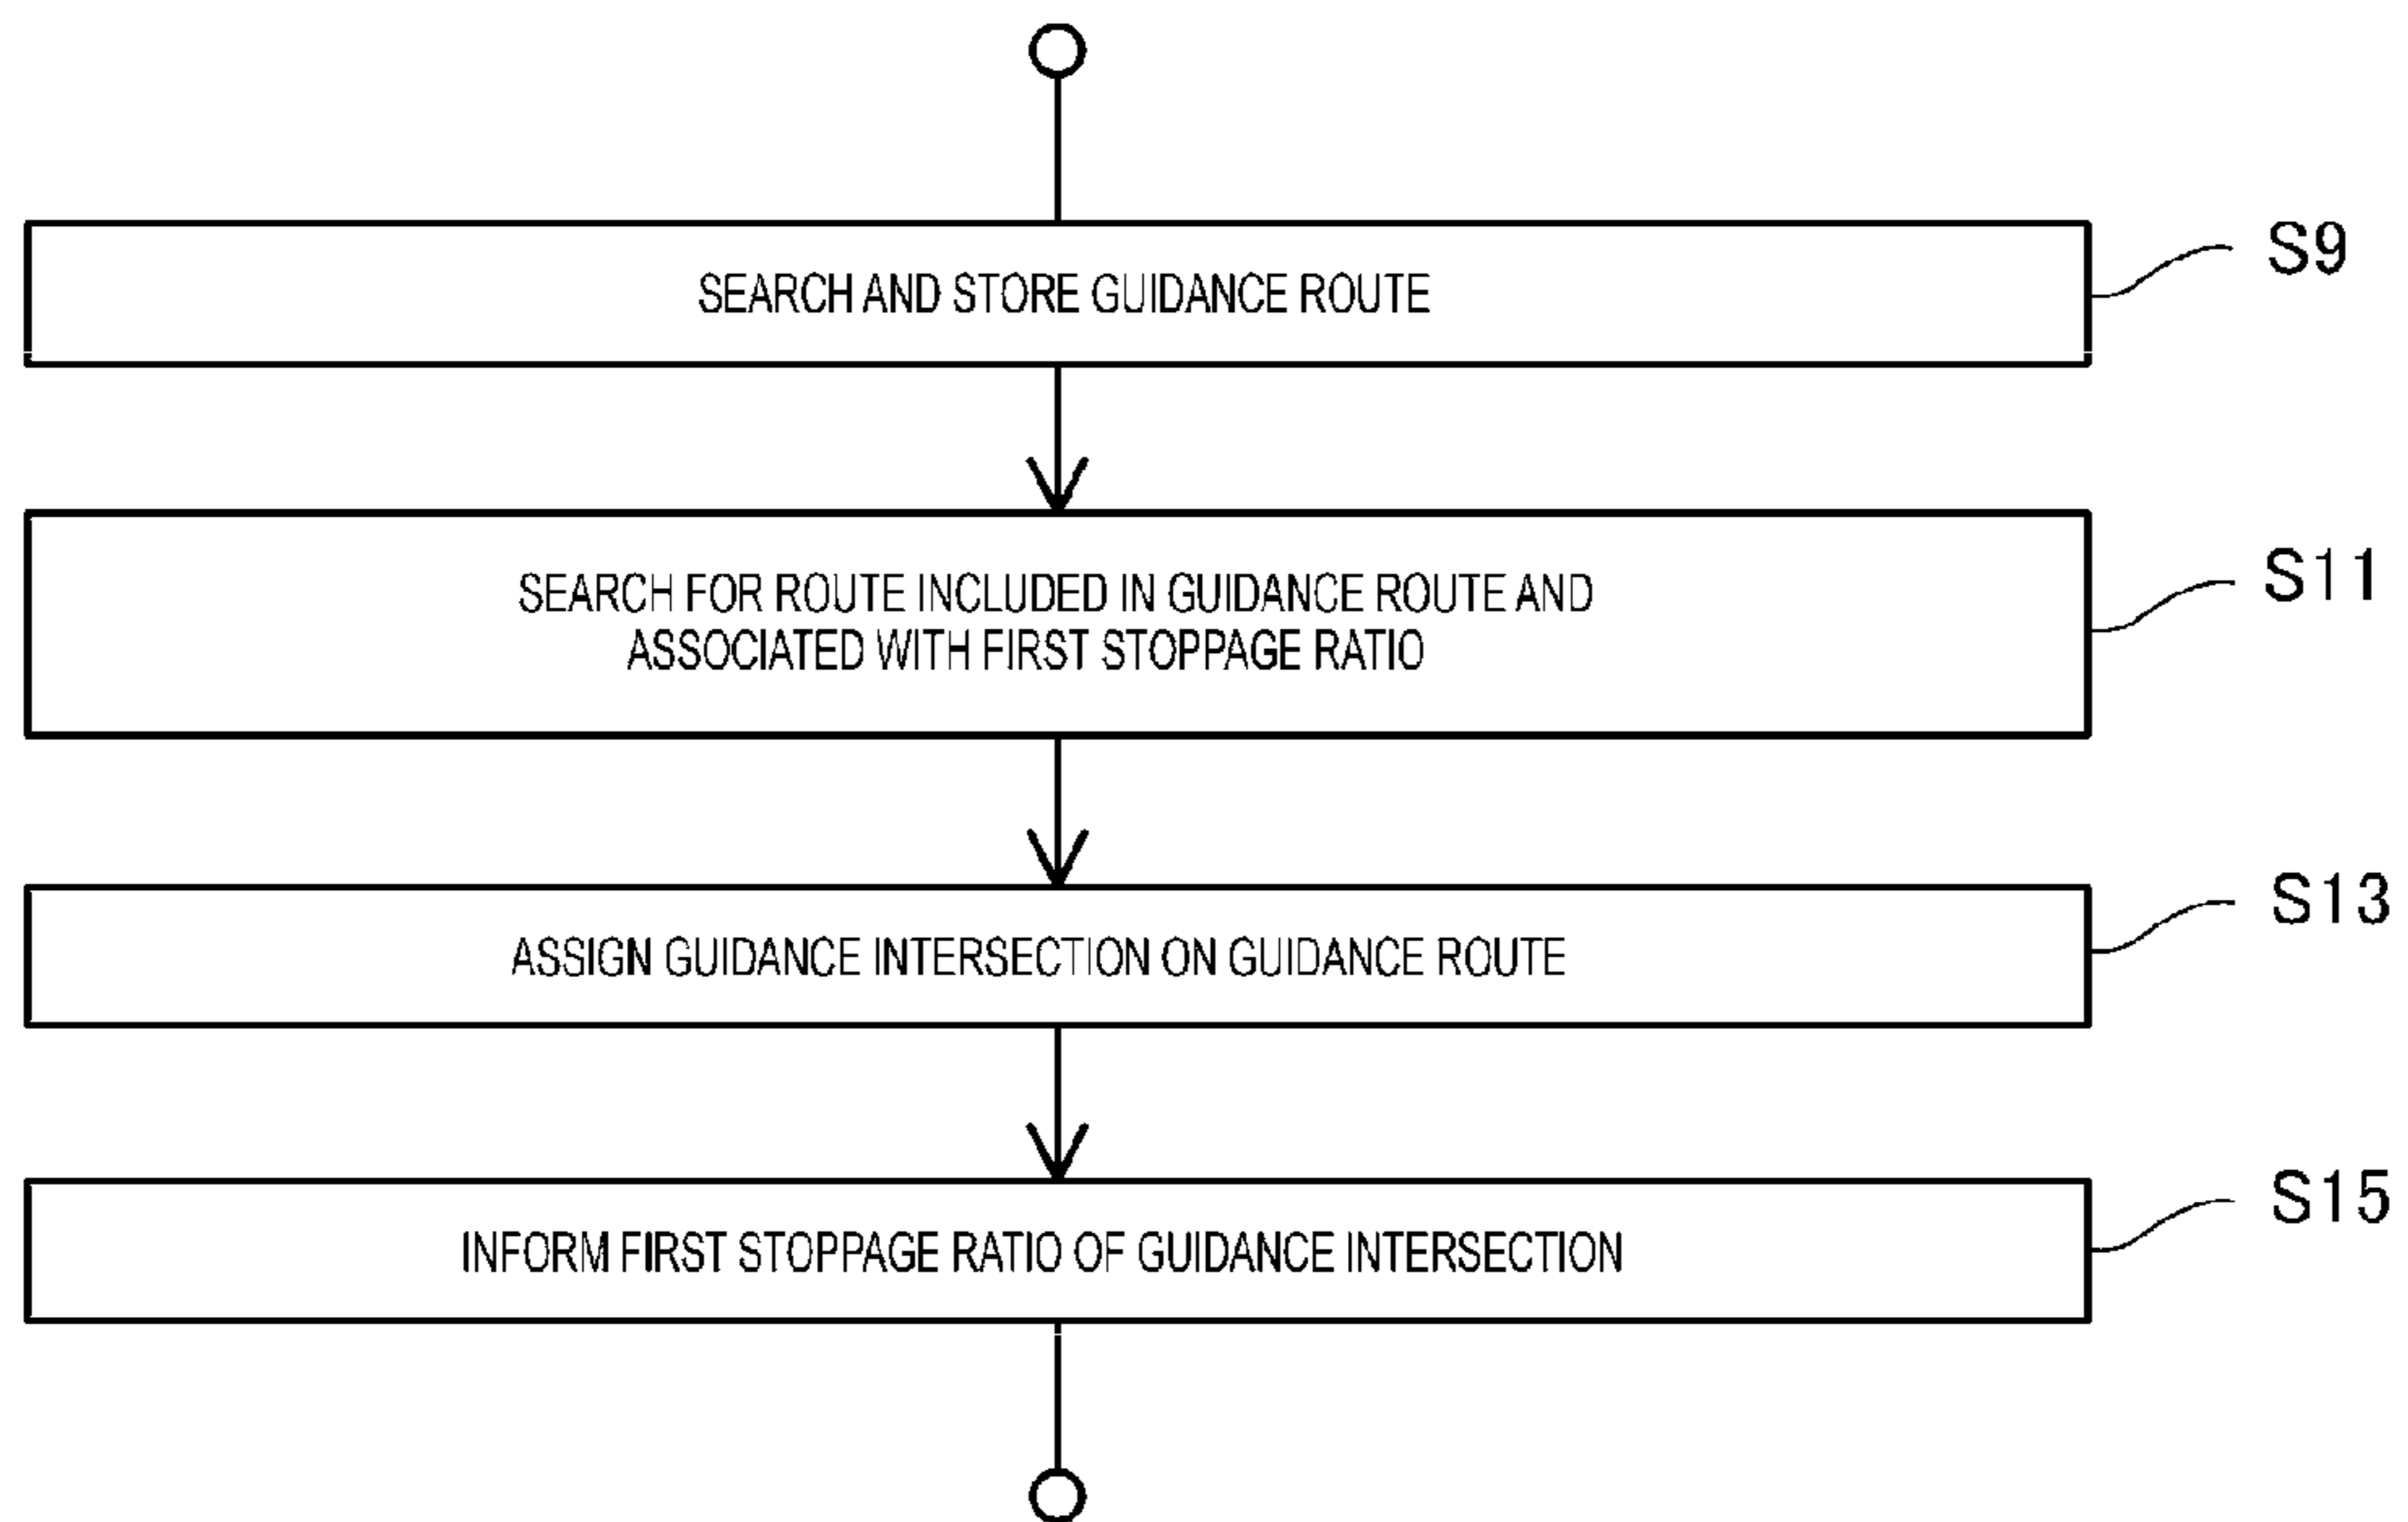 SEARCH AND STORE GUIDANCE ROUTE
S9
SEARCH FOR ROUTE INCLUDED IN GUIDANCE ROUTE AND
ASSOCIATED WITH FIRST STOPPAGE RATIO
S11
ASSIGN GUIDANCE INTERSECTION ON GUIDANCE ROUTE
S13
INFORM FIRST STOPPAGE RATIO OF GUIDANCE INTERSECTION
S15